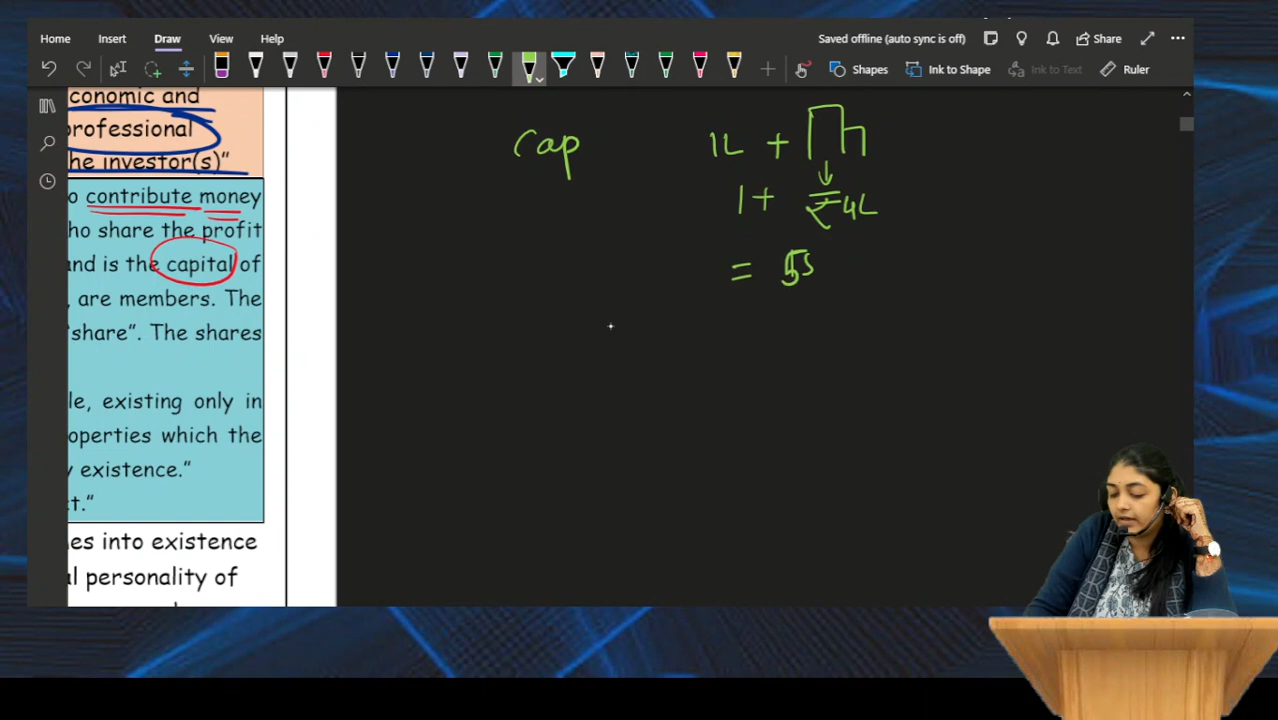 Home Insert Draw View Help Saved offline (auto sync is off) Share
Shapes Ink to Shape Ink to Text Ruler
conomic and
professional
he investor(s)”
o contribute money
ho share the profit
and is the capital of
, are members. The
“share”. The shares
le, existing only in
operties which the
y existence.”
t.”
nes into existence
al personality of
Cap 1L +
1 + ₹4L
=